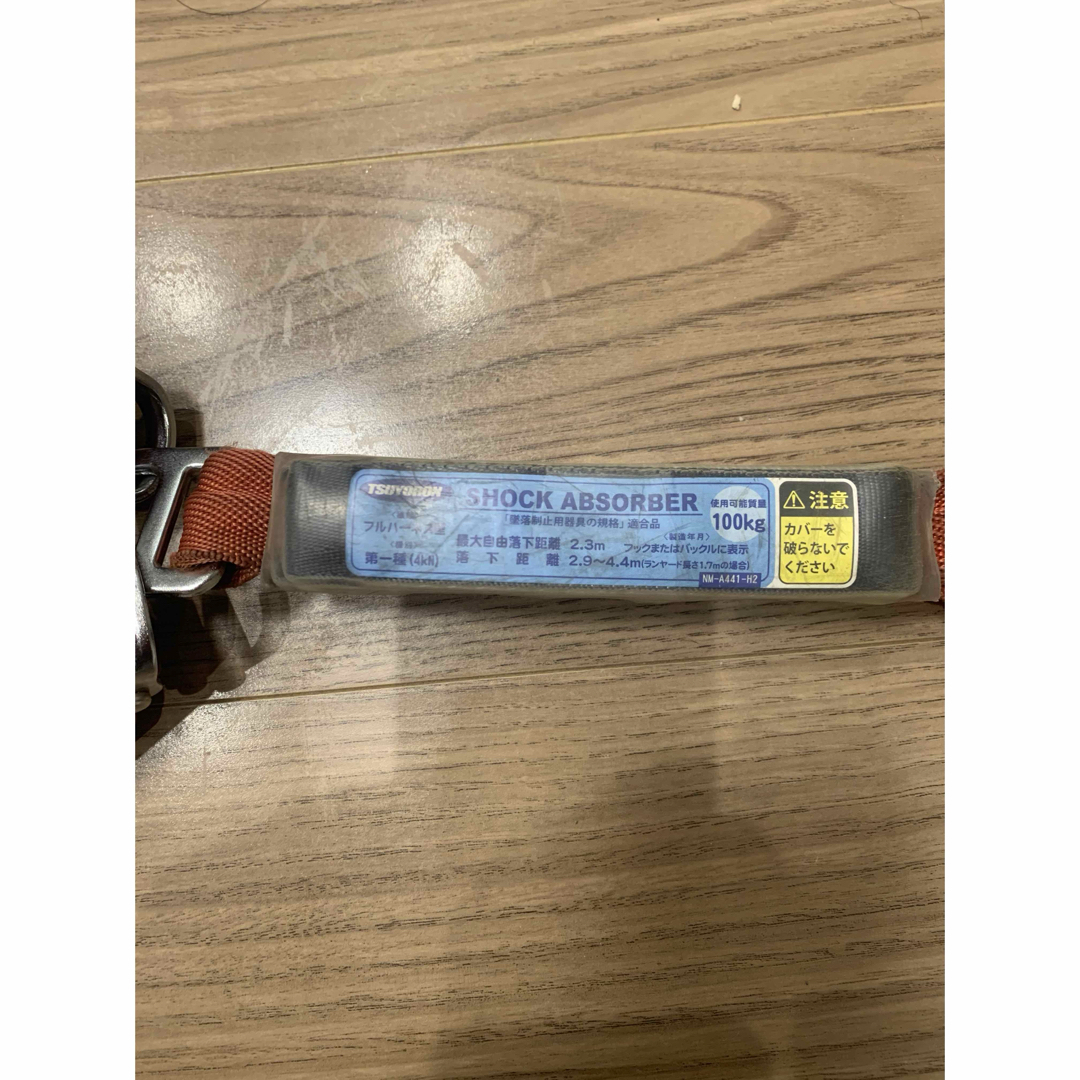 TSUYORON
SHOCK ABSORBER
「墜落制止用器具の規格」適合品
使用可能質量
100kg
フルハーネス型
第一種(4kN)
最大自由落下距離 2.3m
落下距離 2.9～4.4m(ランヤード長さ1.7mの場合)
〈製造年月〉
フックまたはバックルに表示
NM-A441-H2
注意
カバーを
破らないで
ください